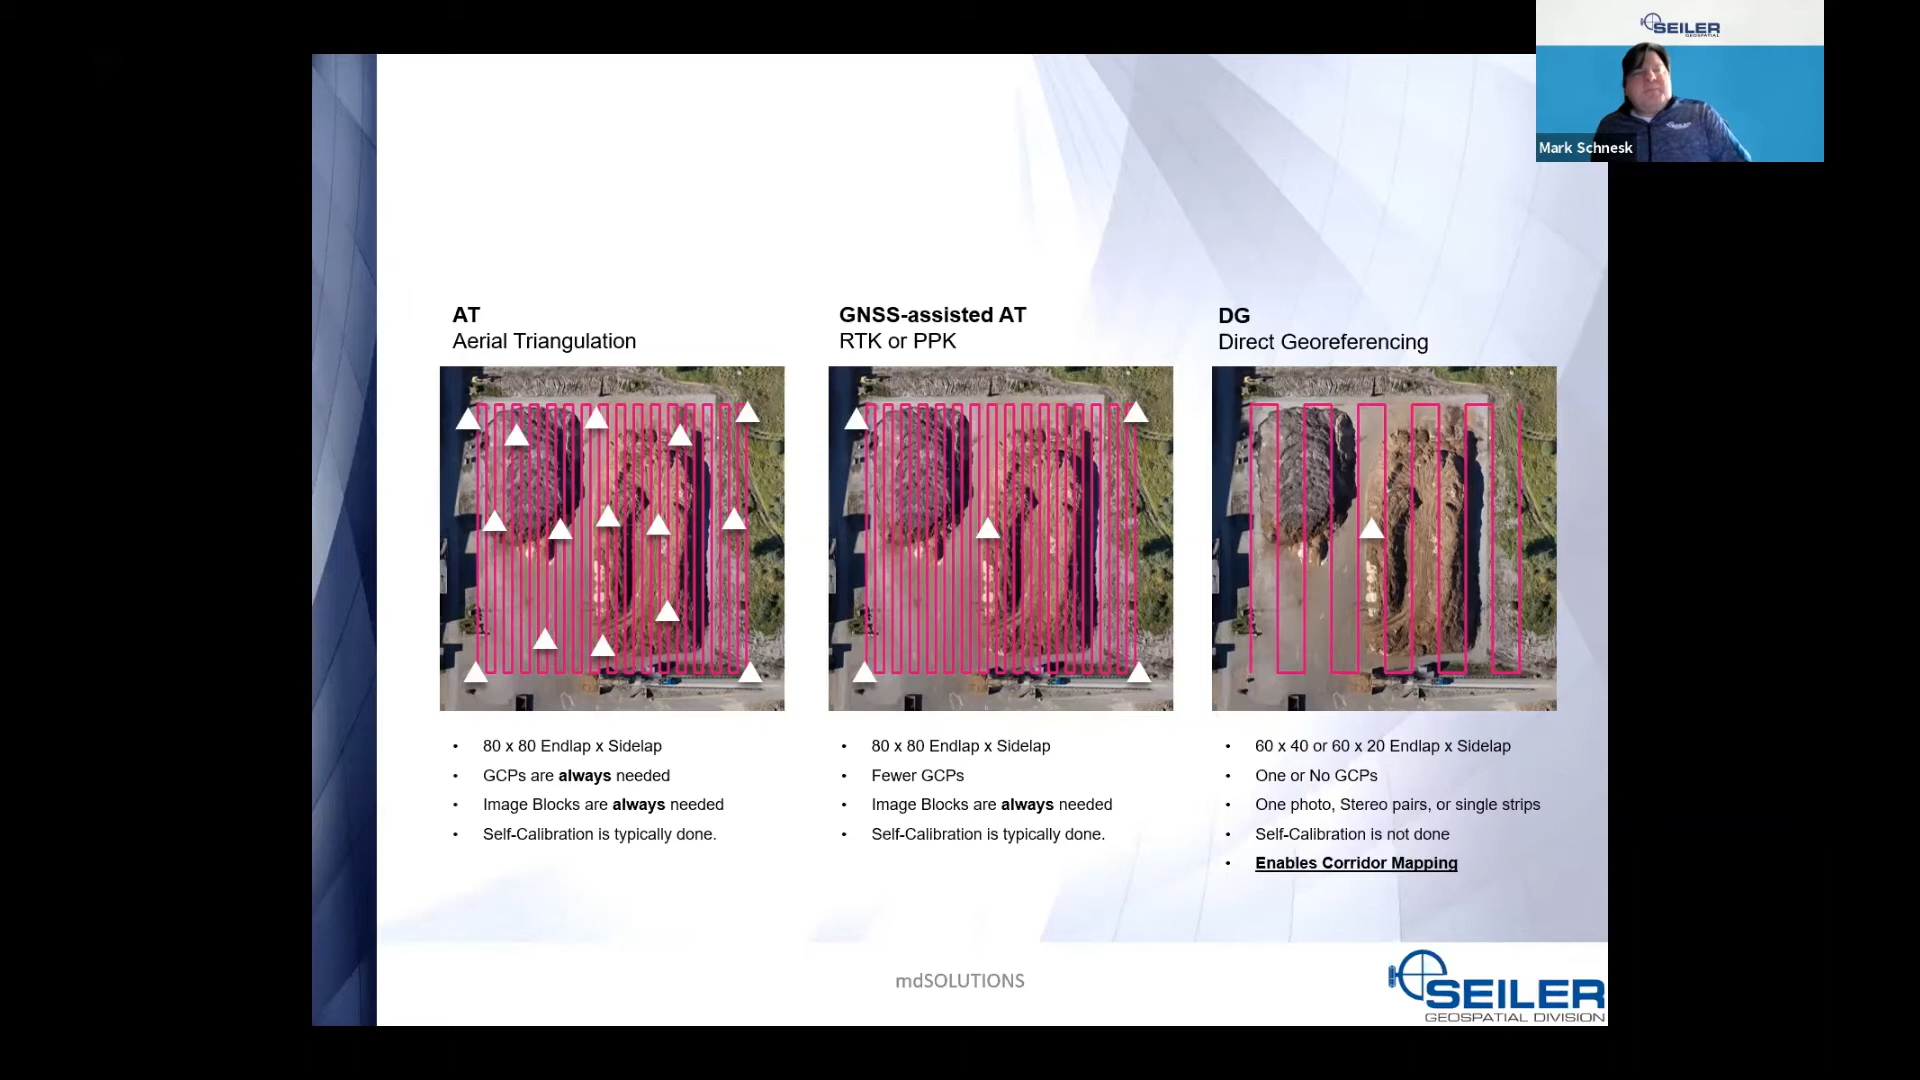 SEILER
GEOSPATIAL
Mark Schnesk
AT
Aerial Triangulation
GNSS-assisted AT
RTK or PPK
DG
Direct Georeferencing
• 80 x 80 Endlap x Sidelap
• GCPs are always needed
• Image Blocks are always needed
• Self-Calibration is typically done.
• 80 x 80 Endlap x Sidelap
• Fewer GCPs
• Image Blocks are always needed
• Self-Calibration is typically done.
• 60 x 40 or 60 x 20 Endlap x Sidelap
• One or No GCPs
• One photo, Stereo pairs, or single strips
• Self-Calibration is not done
• Enables Corridor Mapping
mdSOLUTIONS
SEILER
GEOSPATIAL DIVISION